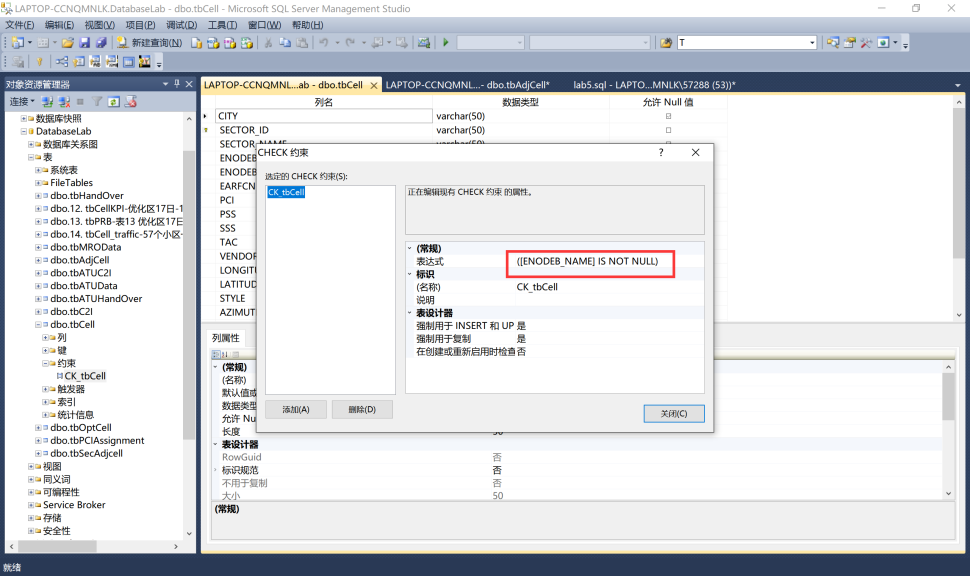 LAPTOP-CCNQMNLK.DatabaseLab - dbo.tbCell - Microsoft SQL Server Management Studio
文件(F) 编辑(E) 视图(V) 项目(P) 调试(D) 工具(T) 窗口(W) 帮助(H)
新建查询(N)
T
对象资源管理器
连接
数据库快照
DatabaseLab
数据库关系图
表
系统表
FileTables
dbo.tbHandOver
dbo.12. tbCellKPI-优化区17日-1
dbo.13. tbPRB-表13 优化区17日
dbo.14. tbCell_traffic-57个小区-
dbo.tbMROData
dbo.tbAdjCell
dbo.tbATUC2I
dbo.tbATUData
dbo.tbATUHandOver
dbo.tbC2I
dbo.tbCell
列
键
约束
CK_tbCell
触发器
索引
统计信息
dbo.tbOptCell
dbo.tbPCIAssignment
dbo.tbSecAdjcell
视图
同义词
可编程性
Service Broker
存储
安全性
LAPTOP-CCNQMNL...ab - dbo.tbCell LAPTOP-CCNQMNL...- dbo.tbAdjCell* lab5.sql - LAPTO...MNLK\57288 (53))*
列名 数据类型 允许 Null 值
CITY varchar(50)
SECTOR_ID varchar(50)
SECTOR_NAME varchar(50)
ENODEB
ENODEB
EARFCN
PCI
PSS
SSS
TAC
VENDOR
LONGITU
LATITUD
STYLE
AZIMUT
CHECK 约束
?
选定的 CHECK 约束(S):
CK_tbCell
正在编辑现有 CHECK 约束 的属性。
(常规)
表达式 ([ENODEB_NAME] IS NOT NULL)
标识
(名称) CK_tbCell
说明
表设计器
强制用于 INSERT 和 UP 是
强制用于复制 是
在创建或重新启用时检查 否
添加(A) 删除(D) 关闭(C)
列属性
(常规)
(名称)
默认值或
数据类型
允许 Nu
长度 50
表设计器
RowGuid 否
标识规范 否
不用于复制 否
大小 50
(常规)
就绪